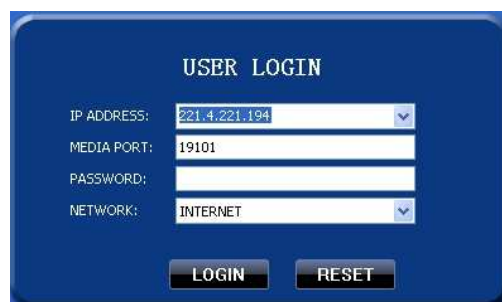 USER LOGIN
IP ADDRESS: 221.4.221.194
MEDIA PORT: 19101
PASSWORD:
NETWORK: INTERNET
LOGIN RESET